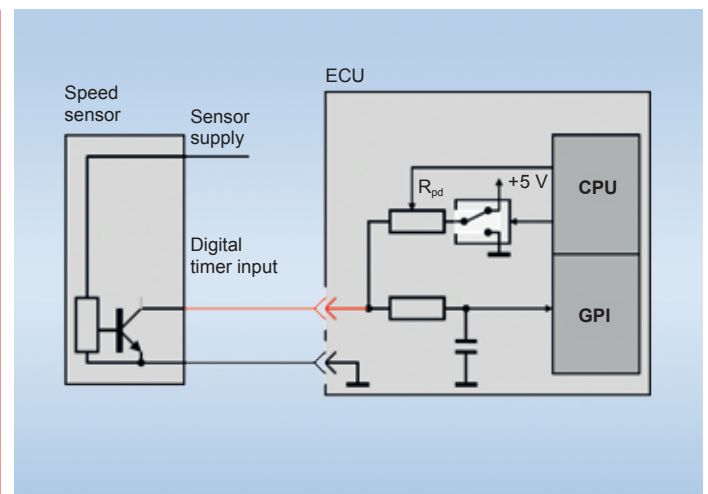 ECU
Speed
sensor
Sensor
supply
Rpd
+5 V
CPU
Digital
timer input
GPI